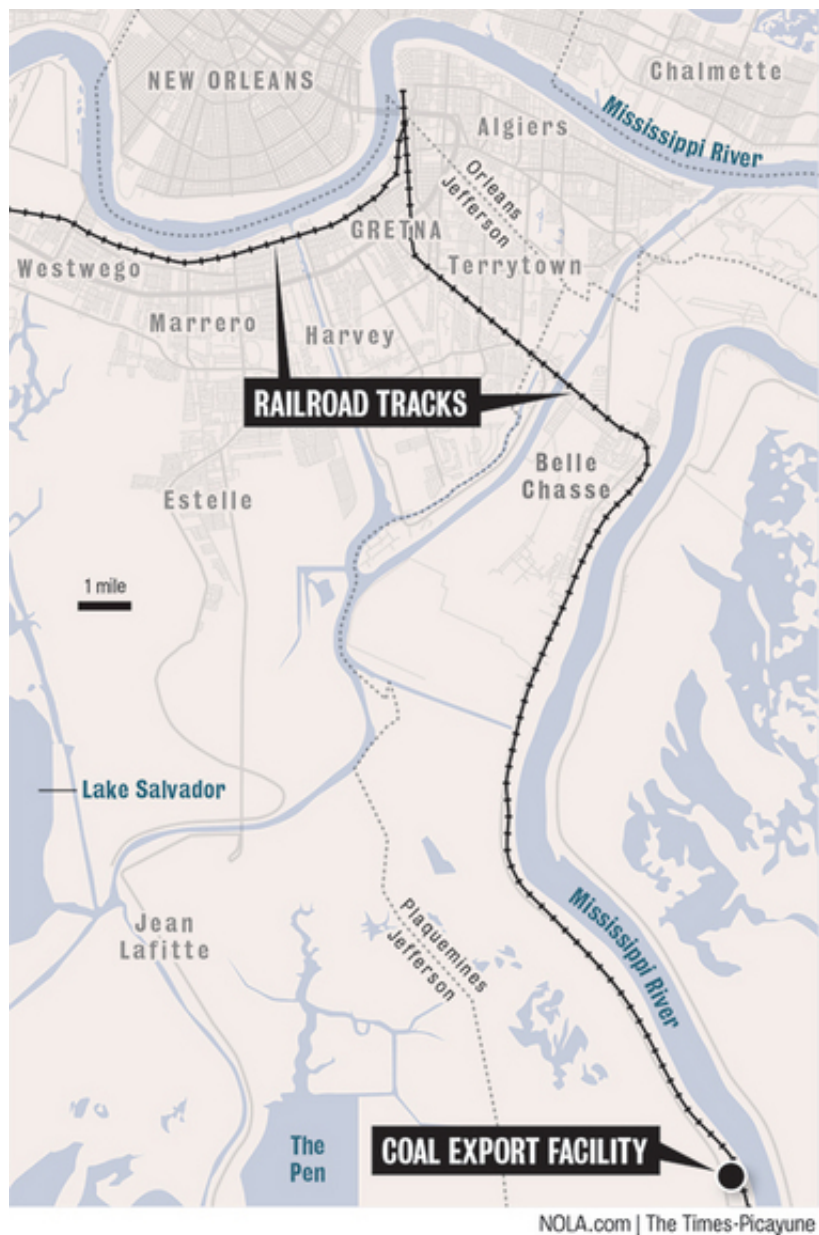 NEW ORLEANS
Chalmette
Mississippi River
Algiers
Orleans
Jefferson
GRETNA
Westwego
Terrytown
Marrero
Harvey
RAILROAD TRACKS
Belle
Chasse
Estelle
1 mile
Lake Salvador
Jean
Lafitte
Plaquemines
Jefferson
Mississippi River
The
Pen
COAL EXPORT FACILITY
NOLA.com | The Times-Picayune